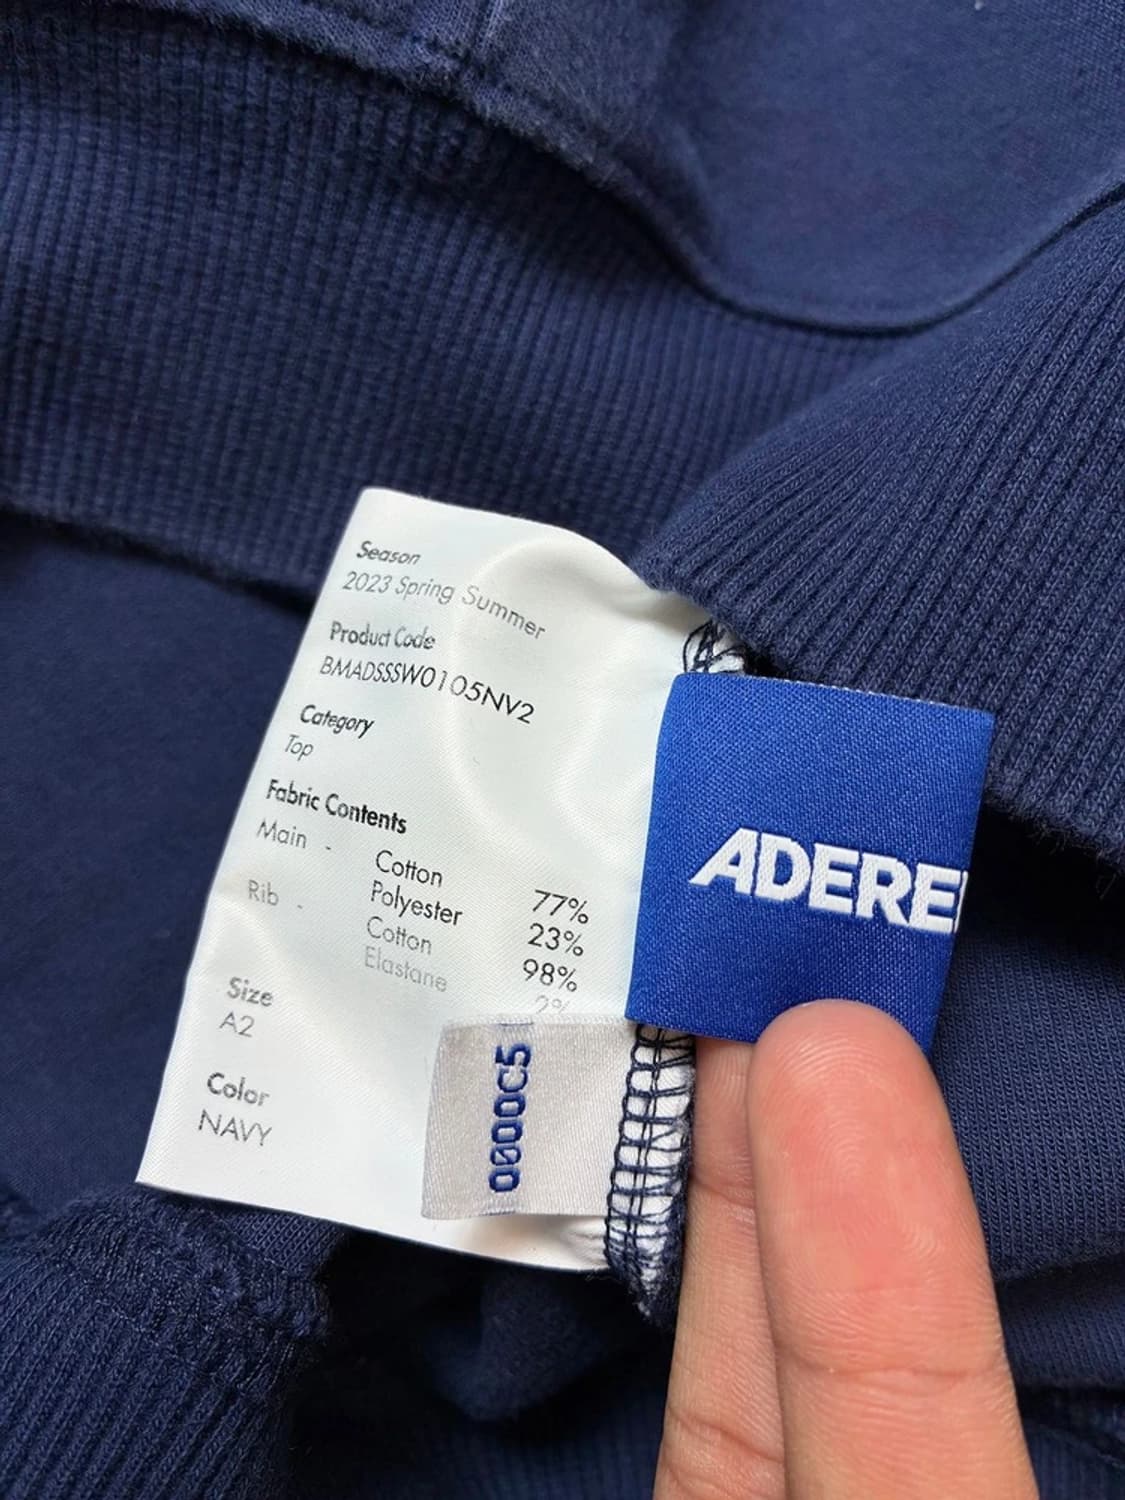 Season
2023 Spring Summer
Product Code
BMADSSSW0105NV2
Category
Top
Fabric Contents
Main - Cotton 77%
Polyester 23%
Rib - Cotton 98%
Elastane 2%
Size
A2
Color
NAVY
ADERE
0000C5